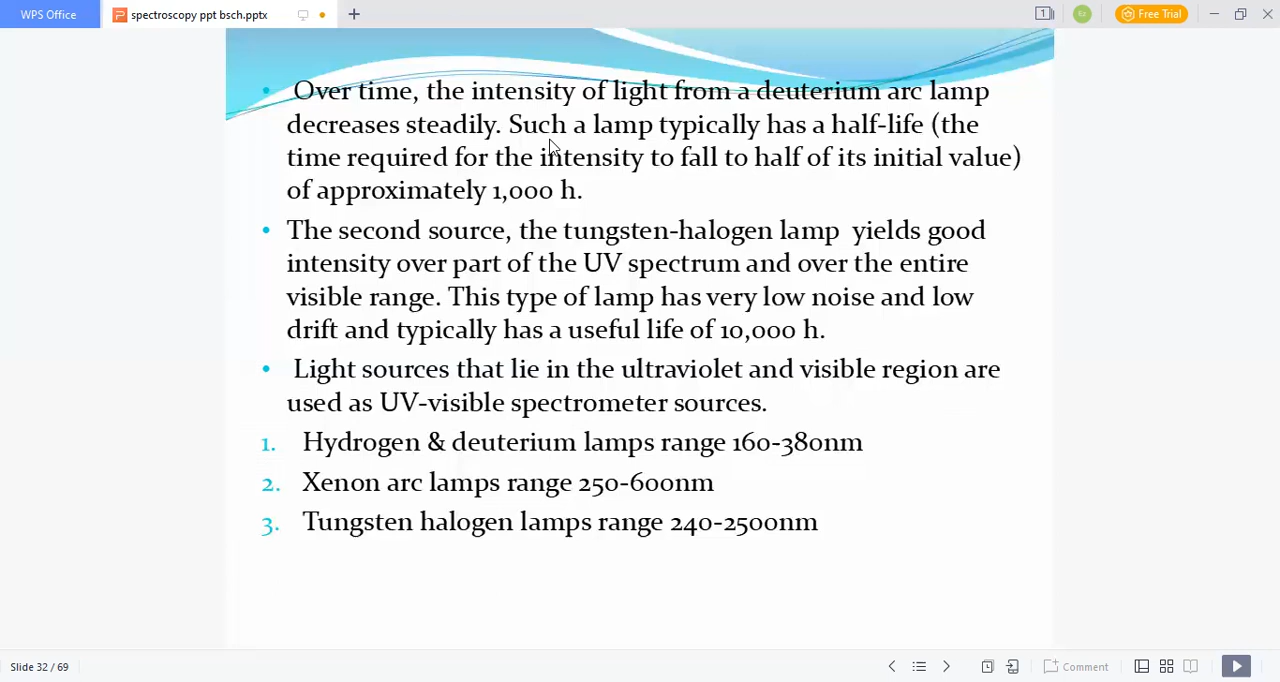 WPS Office
spectroscopy ppt bsch.pptx
1
Free Trial
• Over time, the intensity of light from a deuterium arc lamp
decreases steadily. Such a lamp typically has a half-life (the
time required for the intensity to fall to half of its initial value)
of approximately 1,000 h.
• The second source, the tungsten-halogen lamp yields good
intensity over part of the UV spectrum and over the entire
visible range. This type of lamp has very low noise and low
drift and typically has a useful life of 10,000 h.
• Light sources that lie in the ultraviolet and visible region are
used as UV-visible spectrometer sources.
1. Hydrogen & deuterium lamps range 160-380nm
2. Xenon arc lamps range 250-600nm
3. Tungsten halogen lamps range 240-2500nm
Slide 32 / 69
Comment